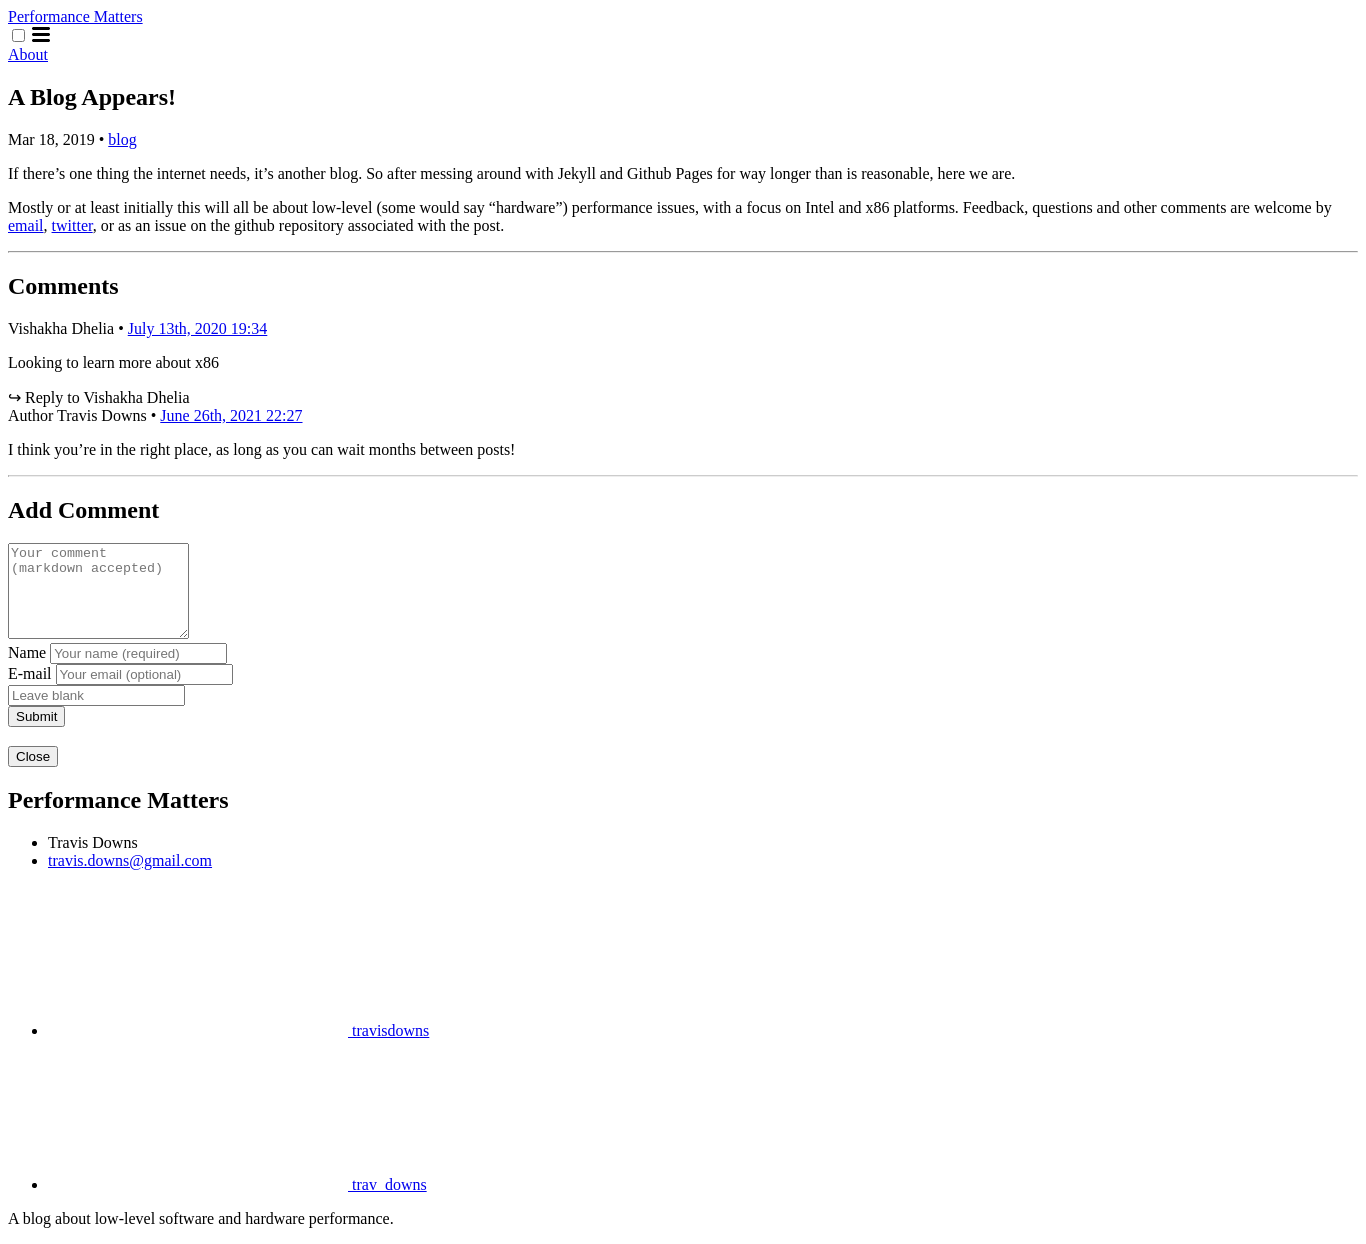 Performance Matters
About
A Blog Appears!
Mar 18, 2019 • blog
If there’s one thing the internet needs, it’s another blog. So after messing around with Jekyll and Github Pages for way longer than is reasonable, here we are.
Mostly or at least initially this will all be about low-level (some would say “hardware”) performance issues, with a focus on Intel and x86 platforms. Feedback, questions and other comments are welcome by
email, twitter, or as an issue on the github repository associated with the post.
Comments
Vishakha Dhelia • July 13th, 2020 19:34
Looking to learn more about x86
↪ Reply to Vishakha Dhelia
Author Travis Downs • June 26th, 2021 22:27
I think you’re in the right place, as long as you can wait months between posts!
Add Comment
Your comment
(markdown accepted)
Name Your name (required)
E-mail Your email (optional)
Leave blank
Submit
Close
Performance Matters
• Travis Downs
• travis.downs@gmail.com
• travisdowns
• trav_downs
A blog about low-level software and hardware performance.